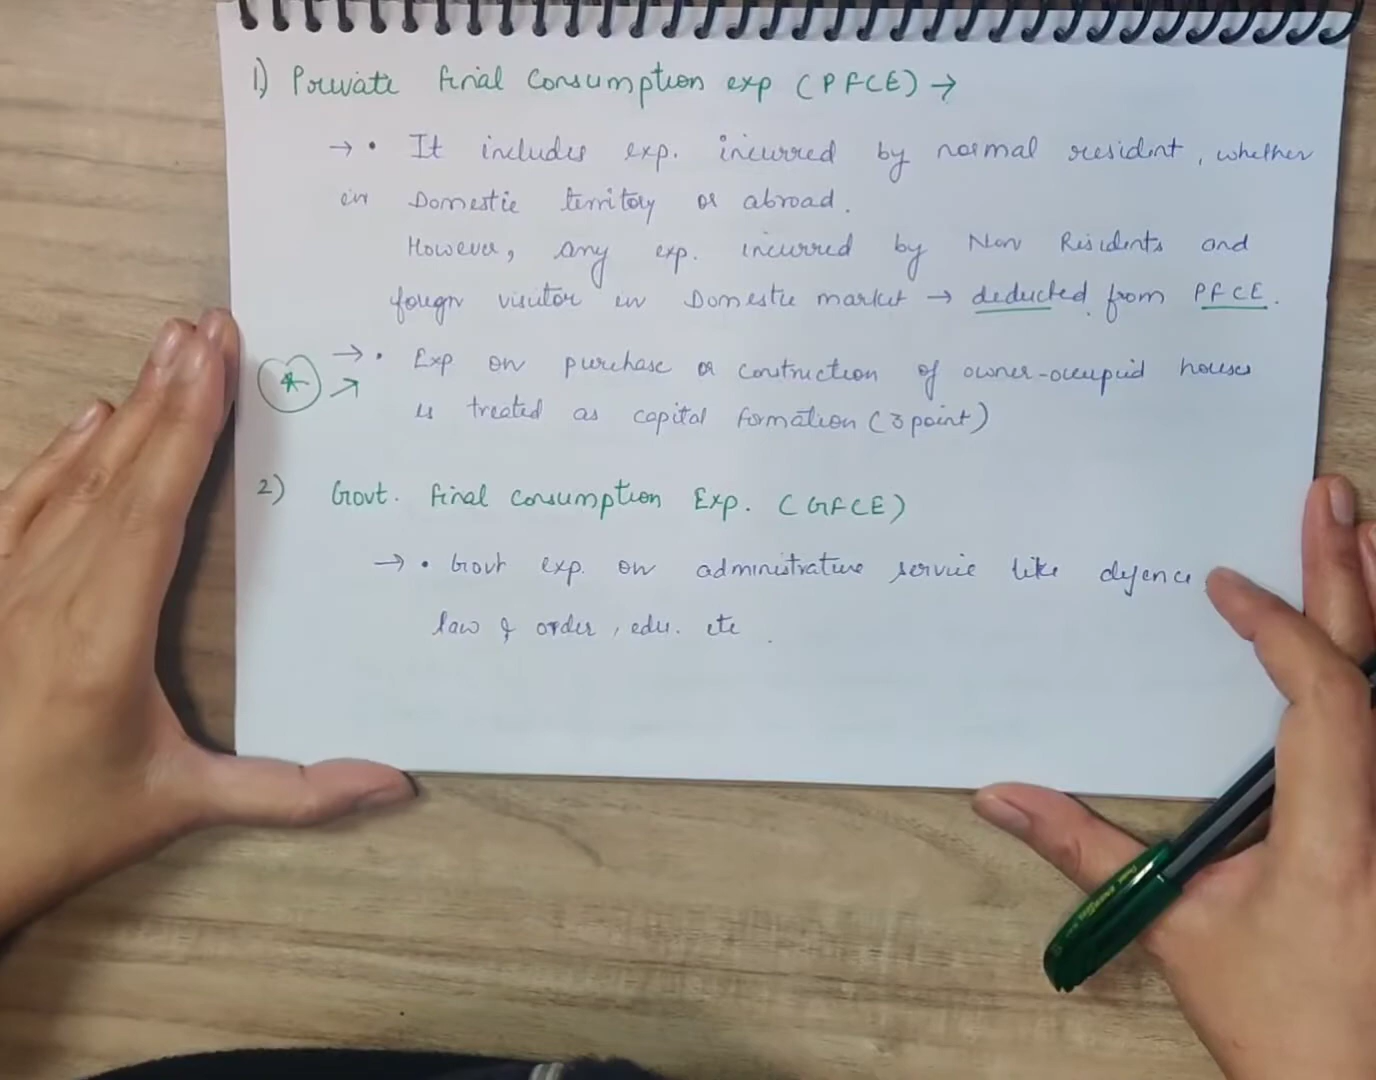 1) Private final Consumption exp (PFCE) →
→ • It includes exp. incurred by normal resident, whether
in Domestic territory or abroad.
However, any exp. incurred by Non Residents and
foreign visitor in Domestic market → deducted from PFCE.
→ • Exp on purchase or contruction of owner-occupied houses
* → is treated as capital formation (3 point)
2) Govt. final consumption Exp. (GFCE)
→ • Govt exp. on administrative service like defence
law & order, edu. etc.